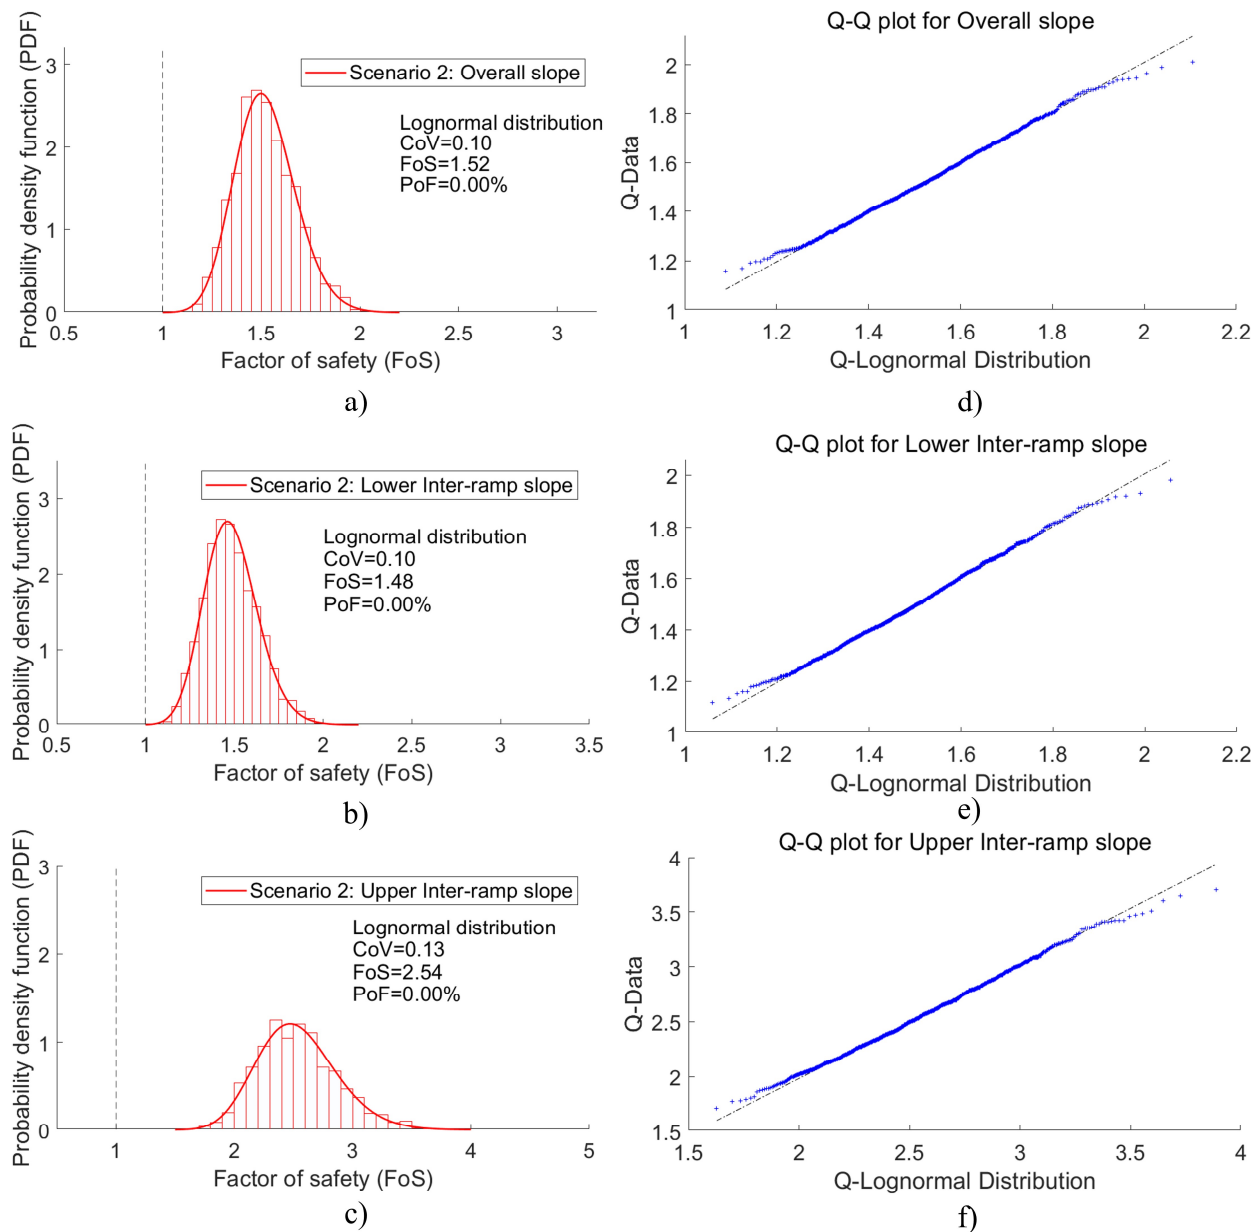 Probability density function (PDF)
3
2
1
0
Scenario 2: Overall slope
Lognormal distribution
CoV=0.10
FoS=1.52
PoF=0.00%
0.5
1
1.5
2
2.5
3
Factor of safety (FoS)
a)
Q-Q plot for Overall slope
Q-Data
2
1.8
1.6
1.4
1.2
1
1
1.2
1.4
1.6
1.8
2
2.2
Q-Lognormal Distribution
d)
Probability density function (PDF)
3
2
1
0
Scenario 2: Lower Inter-ramp slope
Lognormal distribution
CoV=0.10
FoS=1.48
PoF=0.00%
0.5
1
1.5
2
2.5
3
3.5
Factor of safety (FoS)
b)
Q-Q plot for Lower Inter-ramp slope
Q-Data
2
1.8
1.6
1.4
1.2
1
1
1.2
1.4
1.6
1.8
2
2.2
Q-Lognormal Distribution
e)
Probability density function (PDF)
3
2
1
0
Scenario 2: Upper Inter-ramp slope
Lognormal distribution
CoV=0.13
FoS=2.54
PoF=0.00%
1
2
3
4
5
Factor of safety (FoS)
c)
Q-Q plot for Upper Inter-ramp slope
Q-Data
4
3.5
3
2.5
2
1.5
1.5
2
2.5
3
3.5
4
Q-Lognormal Distribution
f)